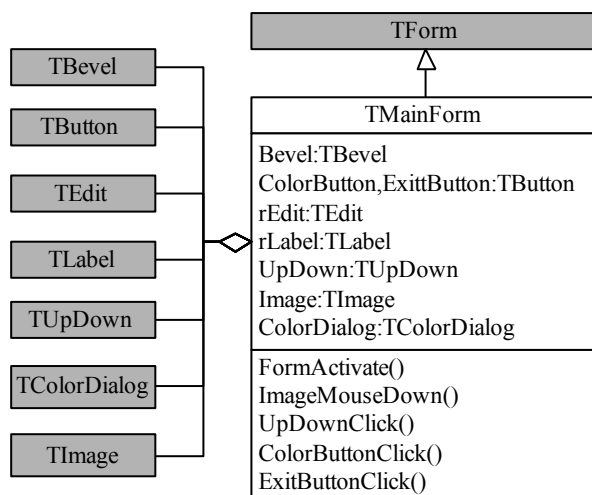 TForm
TBevel
TButton
TEdit
TLabel
TUpDown
TColorDialog
TImage
TMainForm
Bevel:TBevel
ColorButton,ExittButton:TButton
rEdit:TEdit
rLabel:TLabel
UpDown:TUpDown
Image:TImage
ColorDialog:TColorDialog
FormActivate()
ImageMouseDown()
UpDownClick()
ColorButtonClick()
ExitButtonClick()